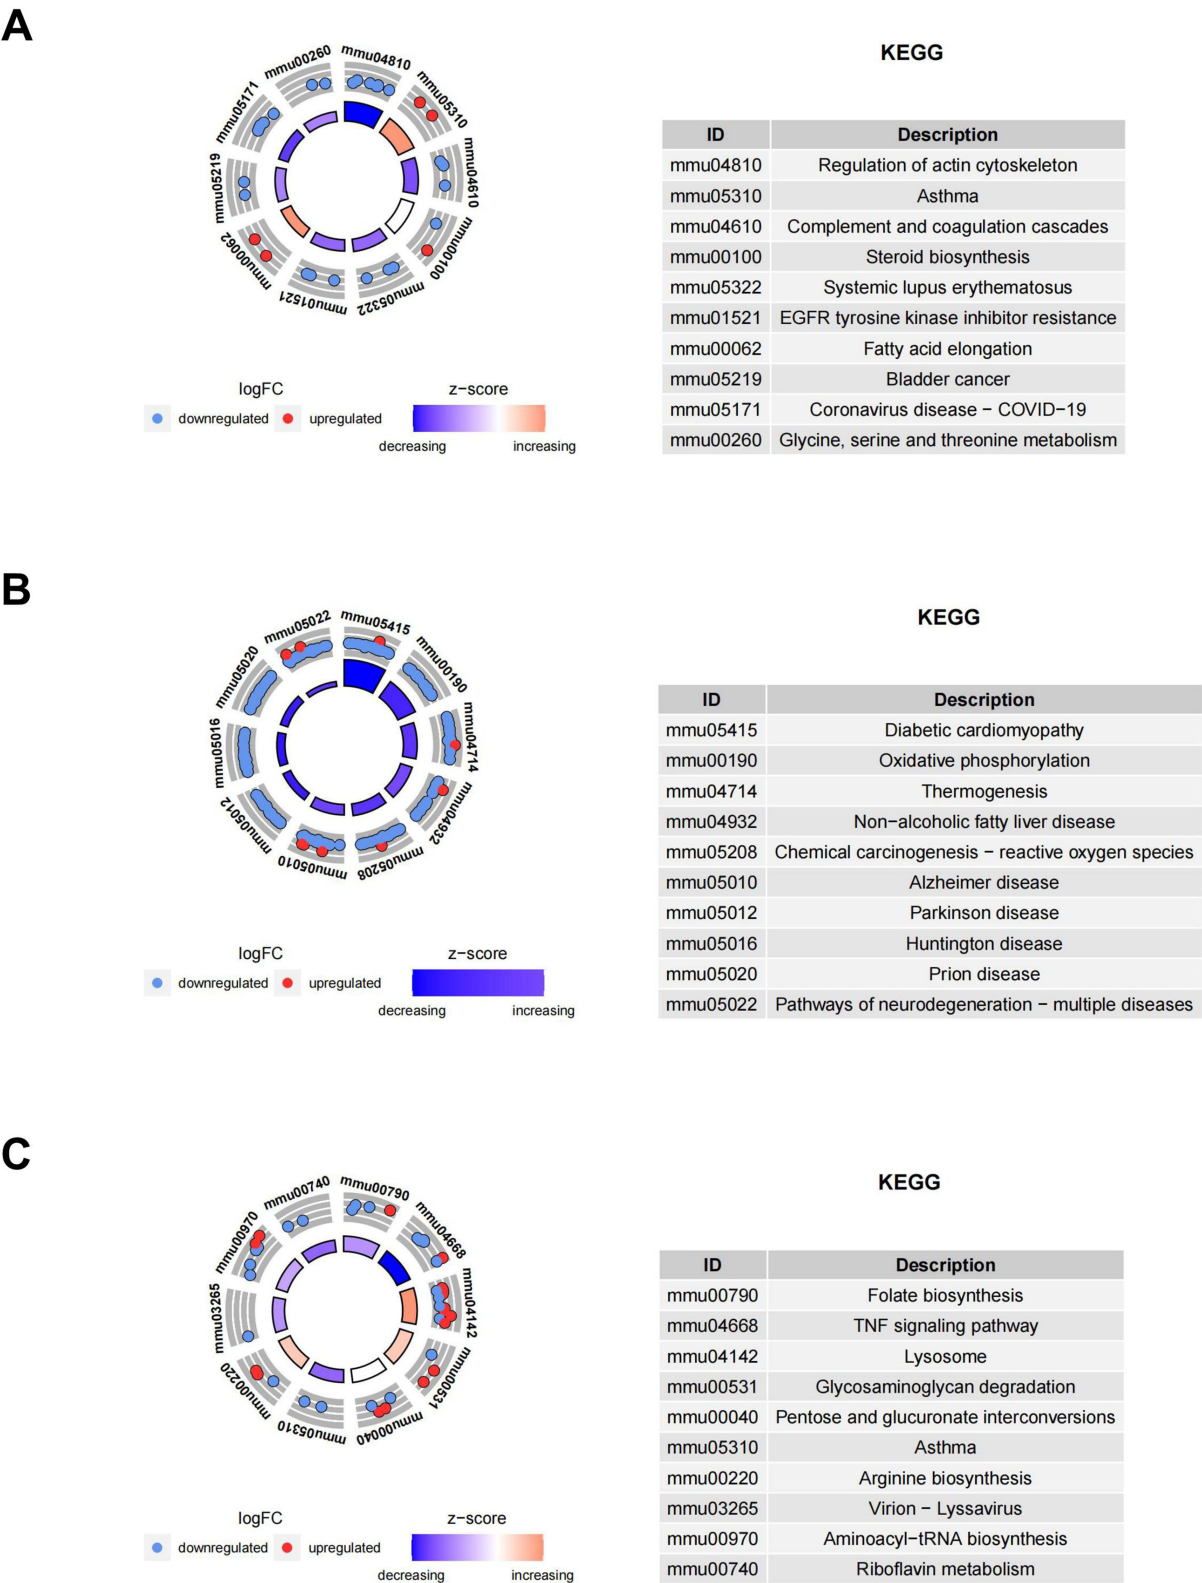 A
mmu04810
mmu05310
mmu04610
mmu00100
mmu05322
mmu01521
mmu00062
mmu05219
mmu05171
mmu00260
logFC
downregulated
upregulated
z−score
decreasing
increasing
KEGG
ID Description
mmu04810 Regulation of actin cytoskeleton
mmu05310 Asthma
mmu04610 Complement and coagulation cascades
mmu00100 Steroid biosynthesis
mmu05322 Systemic lupus erythematosus
mmu01521 EGFR tyrosine kinase inhibitor resistance
mmu00062 Fatty acid elongation
mmu05219 Bladder cancer
mmu05171 Coronavirus disease − COVID−19
mmu00260 Glycine, serine and threonine metabolism
B
mmu05415
mmu00190
mmu04714
mmu04932
mmu05208
mmu05010
mmu05012
mmu05016
mmu05020
mmu05022
logFC
downregulated
upregulated
z−score
decreasing
increasing
KEGG
ID Description
mmu05415 Diabetic cardiomyopathy
mmu00190 Oxidative phosphorylation
mmu04714 Thermogenesis
mmu04932 Non−alcoholic fatty liver disease
mmu05208 Chemical carcinogenesis − reactive oxygen species
mmu05010 Alzheimer disease
mmu05012 Parkinson disease
mmu05016 Huntington disease
mmu05020 Prion disease
mmu05022 Pathways of neurodegeneration − multiple diseases
C
mmu00790
mmu04668
mmu04142
mmu00531
mmu00040
mmu05310
mmu00220
mmu03265
mmu00970
mmu00740
logFC
downregulated
upregulated
z−score
decreasing
increasing
KEGG
ID Description
mmu00790 Folate biosynthesis
mmu04668 TNF signaling pathway
mmu04142 Lysosome
mmu00531 Glycosaminoglycan degradation
mmu00040 Pentose and glucuronate interconversions
mmu05310 Asthma
mmu00220 Arginine biosynthesis
mmu03265 Virion − Lyssavirus
mmu00970 Aminoacyl−tRNA biosynthesis
mmu00740 Riboflavin metabolism